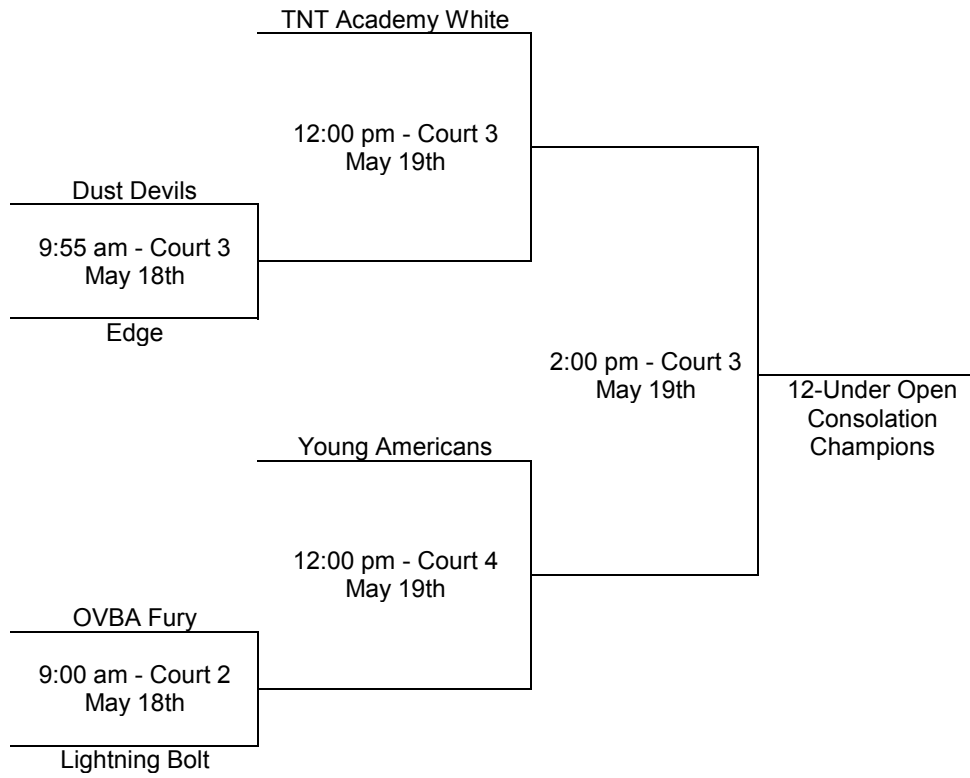 TNT Academy White
12:00 pm - Court 3
May 19th
Dust Devils
9:55 am - Court 3
May 18th
Edge
2:00 pm - Court 3
May 19th
12-Under Open
Consolation
Champions
Young Americans
12:00 pm - Court 4
May 19th
OVBA Fury
9:00 am - Court 2
May 18th
Lightning Bolt